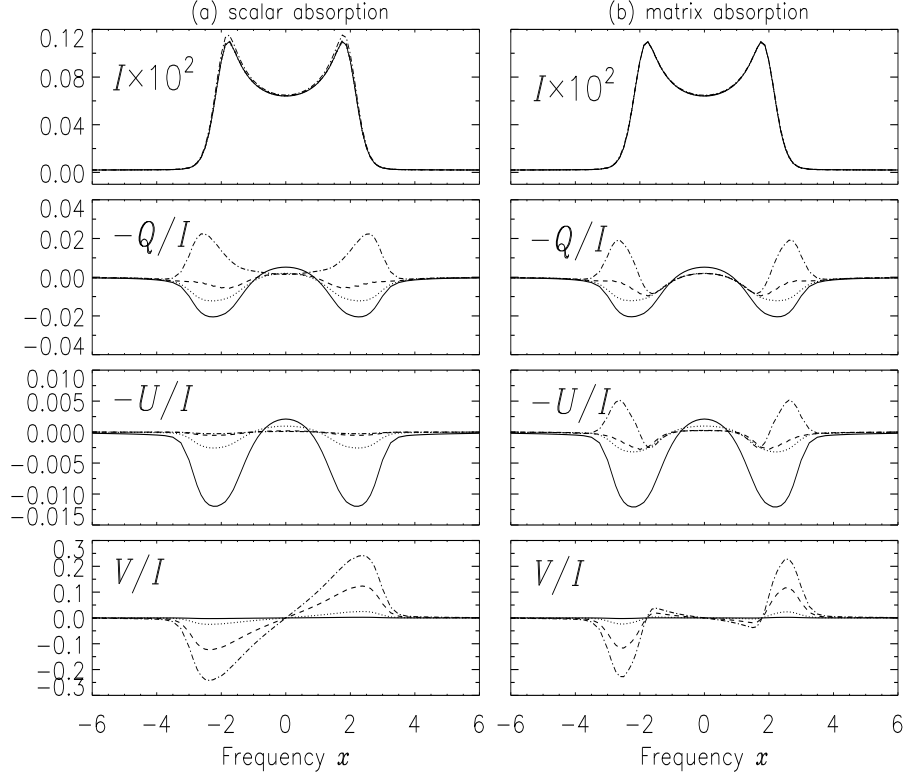 (a) scalar absorption
(b) matrix absorption
0.12
0.08
0.04
0.00
I×10²
I×10²
0.04
0.02
0.00
−0.02
−0.04
−Q/I
−Q/I
0.010
0.005
0.000
−0.005
−0.010
−0.015
−U/I
−U/I
0.3
0.2
0.1
0.0
−0.1
−0.2
−0.3
V/I
V/I
−6 −4 −2 0 2 4 6
−6 −4 −2 0 2 4 6
Frequency x
Frequency x